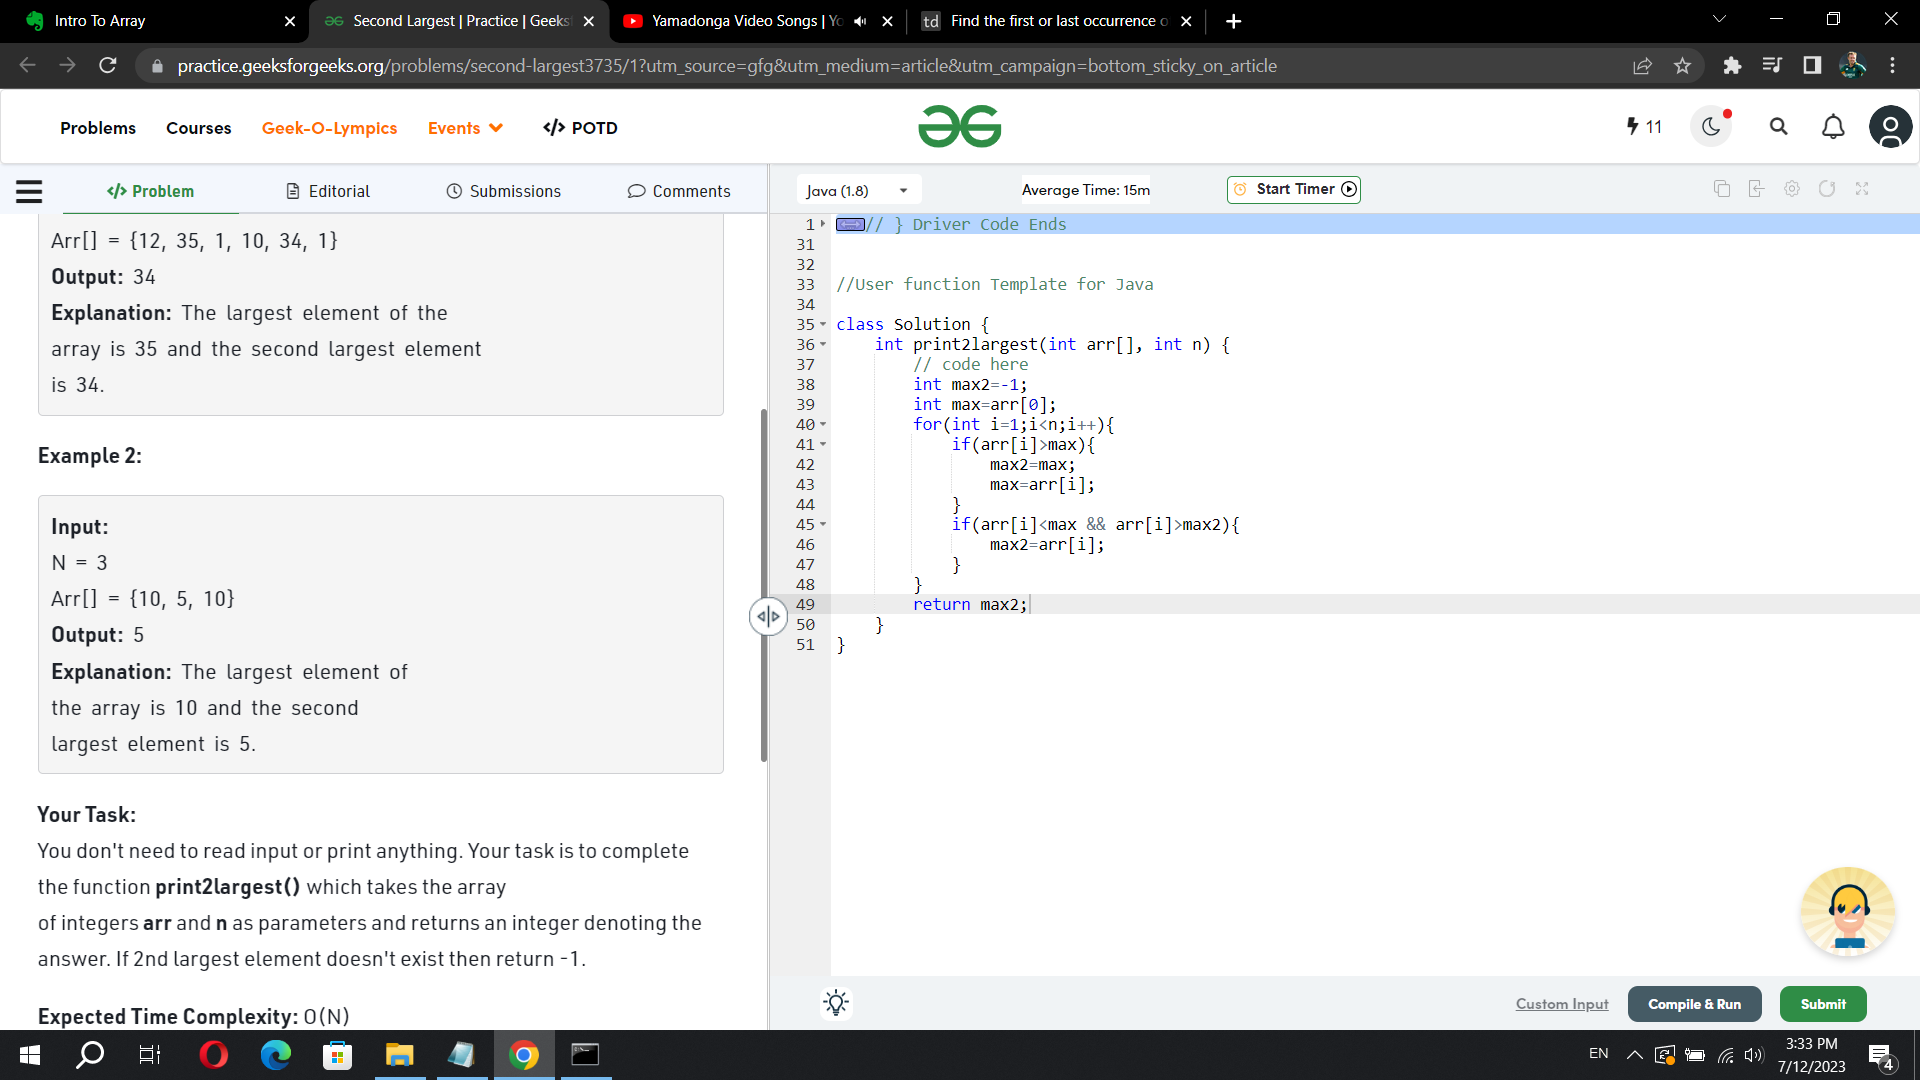 Intro To Array
Second Largest | Practice | Geeks
Yamadonga Video Songs | Yo
Find the first or last occurrence o
practice.geeksforgeeks.org/problems/second-largest3735/1?utm_source=gfg&utm_medium=article&utm_campaign=bottom_sticky_on_article
Problems Courses Geek-O-Lympics Events </> POTD
11
</> Problem Editorial Submissions Comments
Java (1.8) Average Time: 15m Start Timer
Arr[] = {12, 35, 1, 10, 34, 1}
Output: 34
Explanation: The largest element of the
array is 35 and the second largest element
is 34.
Example 2:
Input:
N = 3
Arr[] = {10, 5, 10}
Output: 5
Explanation: The largest element of
the array is 10 and the second
largest element is 5.
Your Task:
You don't need to read input or print anything. Your task is to complete
the function print2largest() which takes the array
of integers arr and n as parameters and returns an integer denoting the
answer. If 2nd largest element doesn't exist then return -1.
Expected Time Complexity: O(N)
1 // } Driver Code Ends
31
32
33 //User function Template for Java
34
35 class Solution {
36 int print2largest(int arr[], int n) {
37 // code here
38 int max2=-1;
39 int max=arr[0];
40 for(int i=1;i<n;i++){
41 if(arr[i]>max){
42 max2=max;
43 max=arr[i];
44 }
45 if(arr[i]<max && arr[i]>max2){
46 max2=arr[i];
47 }
48 }
49 return max2;
50 }
51 }
Custom Input Compile & Run Submit
EN
3:33 PM
7/12/2023
4